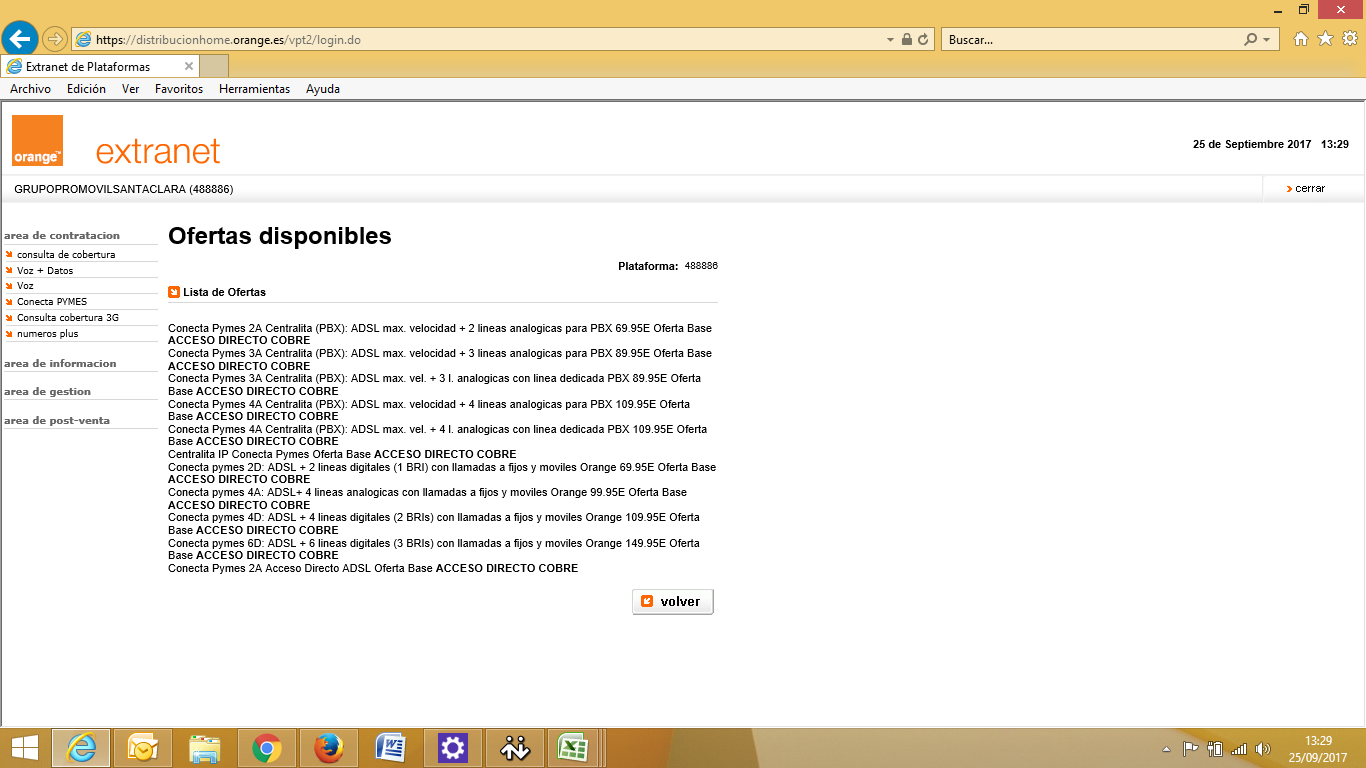 https://distribucionhome.orange.es/vpt2/login.do
Buscar...
Extranet de Plataformas
Archivo Edición Ver Favoritos Herramientas Ayuda
orange™
extranet
25 de Septiembre 2017 13:29
GRUPOPROMOVILSANTACLARA (488886)
cerrar
area de contratacion
consulta de cobertura
Voz + Datos
Voz
Conecta PYMES
Consulta cobertura 3G
numeros plus
area de informacion
area de gestion
area de post-venta
Ofertas disponibles
Plataforma: 488886
Lista de Ofertas
Conecta Pymes 2A Centralita (PBX): ADSL max. velocidad + 2 lineas analogicas para PBX 69.95E Oferta Base
ACCESO DIRECTO COBRE
Conecta Pymes 3A Centralita (PBX): ADSL max. velocidad + 3 lineas analogicas para PBX 89.95E Oferta Base
ACCESO DIRECTO COBRE
Conecta Pymes 3A Centralita (PBX): ADSL max. vel. + 3 l. analogicas con linea dedicada PBX 89.95E Oferta
Base ACCESO DIRECTO COBRE
Conecta Pymes 4A Centralita (PBX): ADSL max. velocidad + 4 lineas analogicas para PBX 109.95E Oferta
Base ACCESO DIRECTO COBRE
Conecta Pymes 4A Centralita (PBX): ADSL max. vel. + 4 l. analogicas con linea dedicada PBX 109.95E Oferta
Base ACCESO DIRECTO COBRE
Centralita IP Conecta Pymes Oferta Base ACCESO DIRECTO COBRE
Conecta pymes 2D: ADSL + 2 lineas digitales (1 BRI) con llamadas a fijos y moviles Orange 69.95E Oferta Base
ACCESO DIRECTO COBRE
Conecta pymes 4A: ADSL+ 4 lineas analogicas con llamadas a fijos y moviles Orange 99.95E Oferta Base
ACCESO DIRECTO COBRE
Conecta pymes 4D: ADSL + 4 lineas digitales (2 BRIs) con llamadas a fijos y moviles Orange 109.95E Oferta
Base ACCESO DIRECTO COBRE
Conecta pymes 6D: ADSL + 6 lineas digitales (3 BRIs) con llamadas a fijos y moviles Orange 149.95E Oferta
Base ACCESO DIRECTO COBRE
Conecta Pymes 2A Acceso Directo ADSL Oferta Base ACCESO DIRECTO COBRE
volver
13:29
25/09/2017